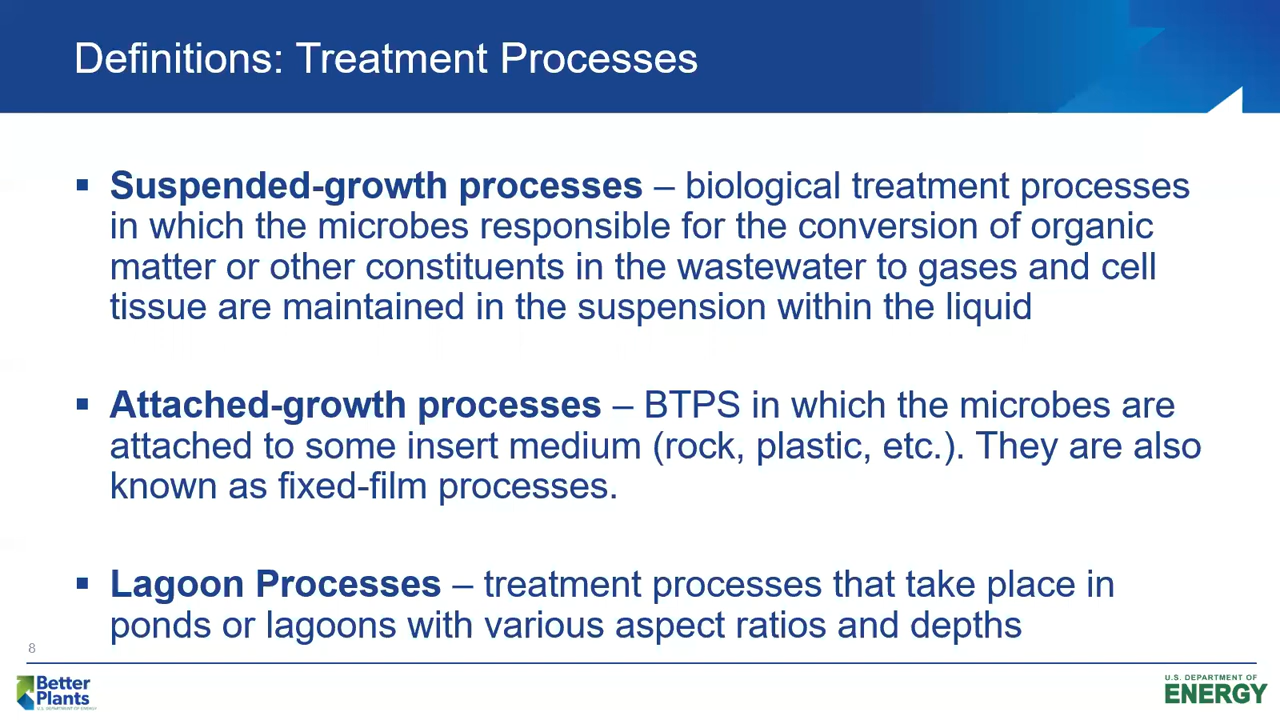 Definitions: Treatment Processes
▪ Suspended-growth processes – biological treatment processes
in which the microbes responsible for the conversion of organic
matter or other constituents in the wastewater to gases and cell
tissue are maintained in the suspension within the liquid
▪ Attached-growth processes – BTPS in which the microbes are
attached to some insert medium (rock, plastic, etc.). They are also
known as fixed-film processes.
▪ Lagoon Processes – treatment processes that take place in
ponds or lagoons with various aspect ratios and depths
8
Better
Plants
U.S. DEPARTMENT OF ENERGY
U.S. DEPARTMENT OF
ENERGY